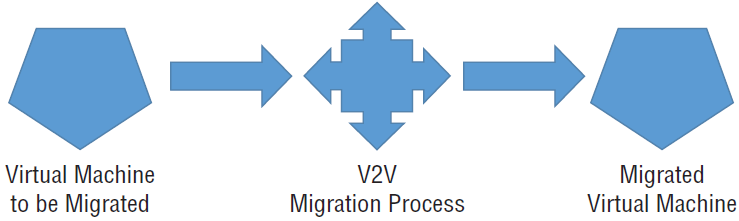 Virtual Machine
to be Migrated
V2V
Migration Process
Migrated
Virtual Machine